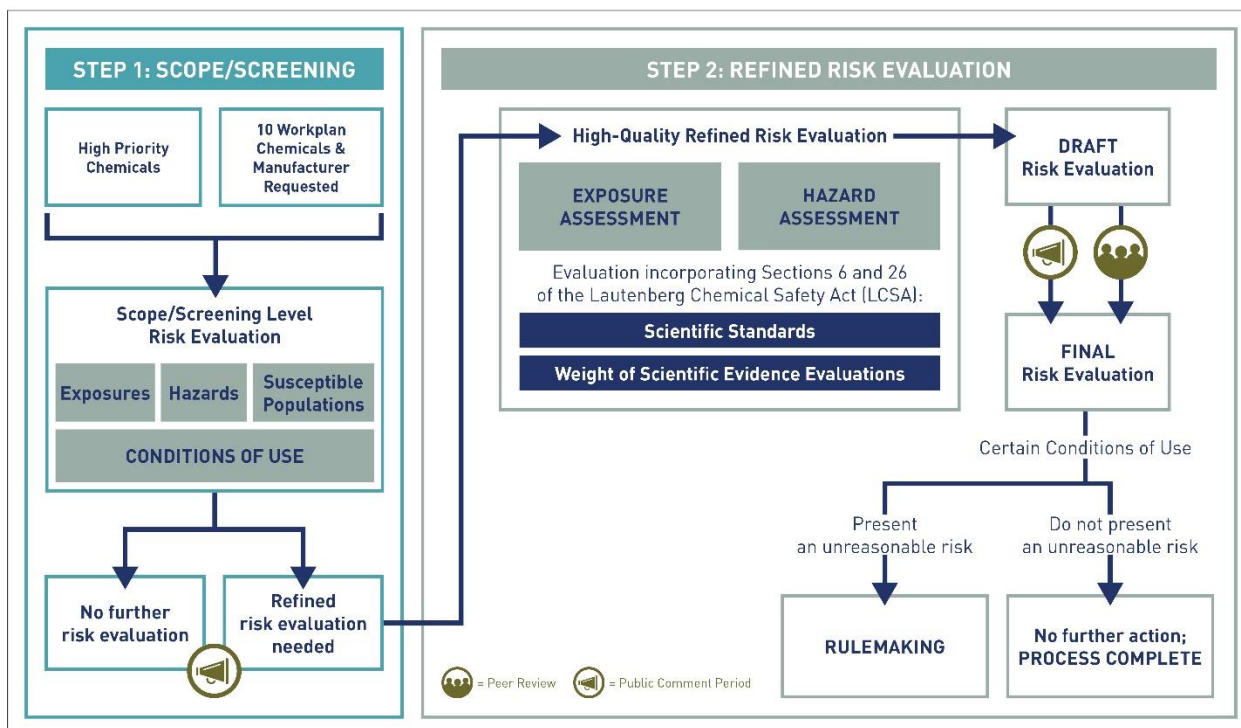 STEP 1: SCOPE/SCREENING
High Priority
Chemicals
10 Workplan
Chemicals &
Manufacturer
Requested
Scope/Screening Level
Risk Evaluation
Exposures
Hazards
Susceptible
Populations
CONDITIONS OF USE
No further
risk evaluation
Refined
risk evaluation
needed
STEP 2: REFINED RISK EVALUATION
High-Quality Refined Risk Evaluation
EXPOSURE
ASSESSMENT
HAZARD
ASSESSMENT
Evaluation incorporating Sections 6 and 26
of the Lautenberg Chemical Safety Act (LCSA):
Scientific Standards
Weight of Scientific Evidence Evaluations
DRAFT
Risk Evaluation
FINAL
Risk Evaluation
Certain Conditions of Use
Present
an unreasonable risk
Do not present
an unreasonable risk
RULEMAKING
No further action;
PROCESS COMPLETE
= Peer Review
= Public Comment Period